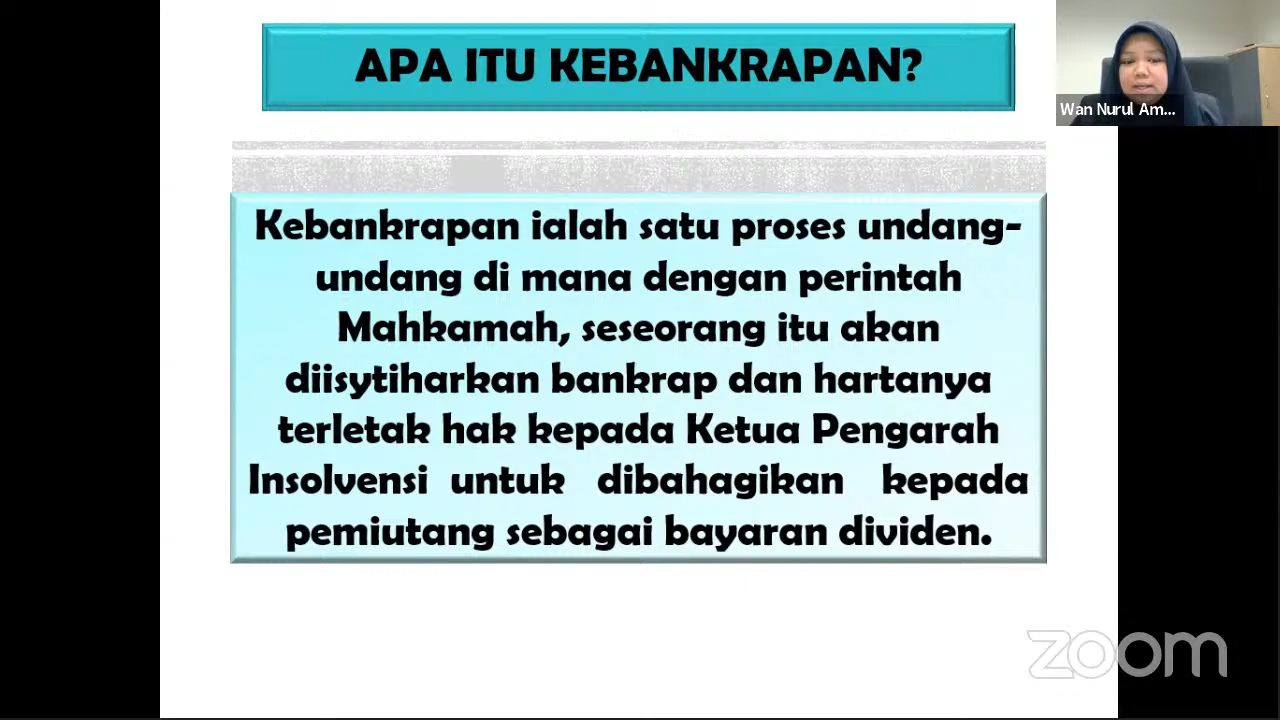 APA ITU KEBANKRAPAN?
Wan Nurul Am...
Kebankrapan ialah satu proses undang-
undang di mana dengan perintah
Mahkamah, seseorang itu akan
diisytiharkan bankrap dan hartanya
terletak hak kepada Ketua Pengarah
Insolvensi untuk dibahagikan kepada
pemiutang sebagai bayaran dividen.
zoom